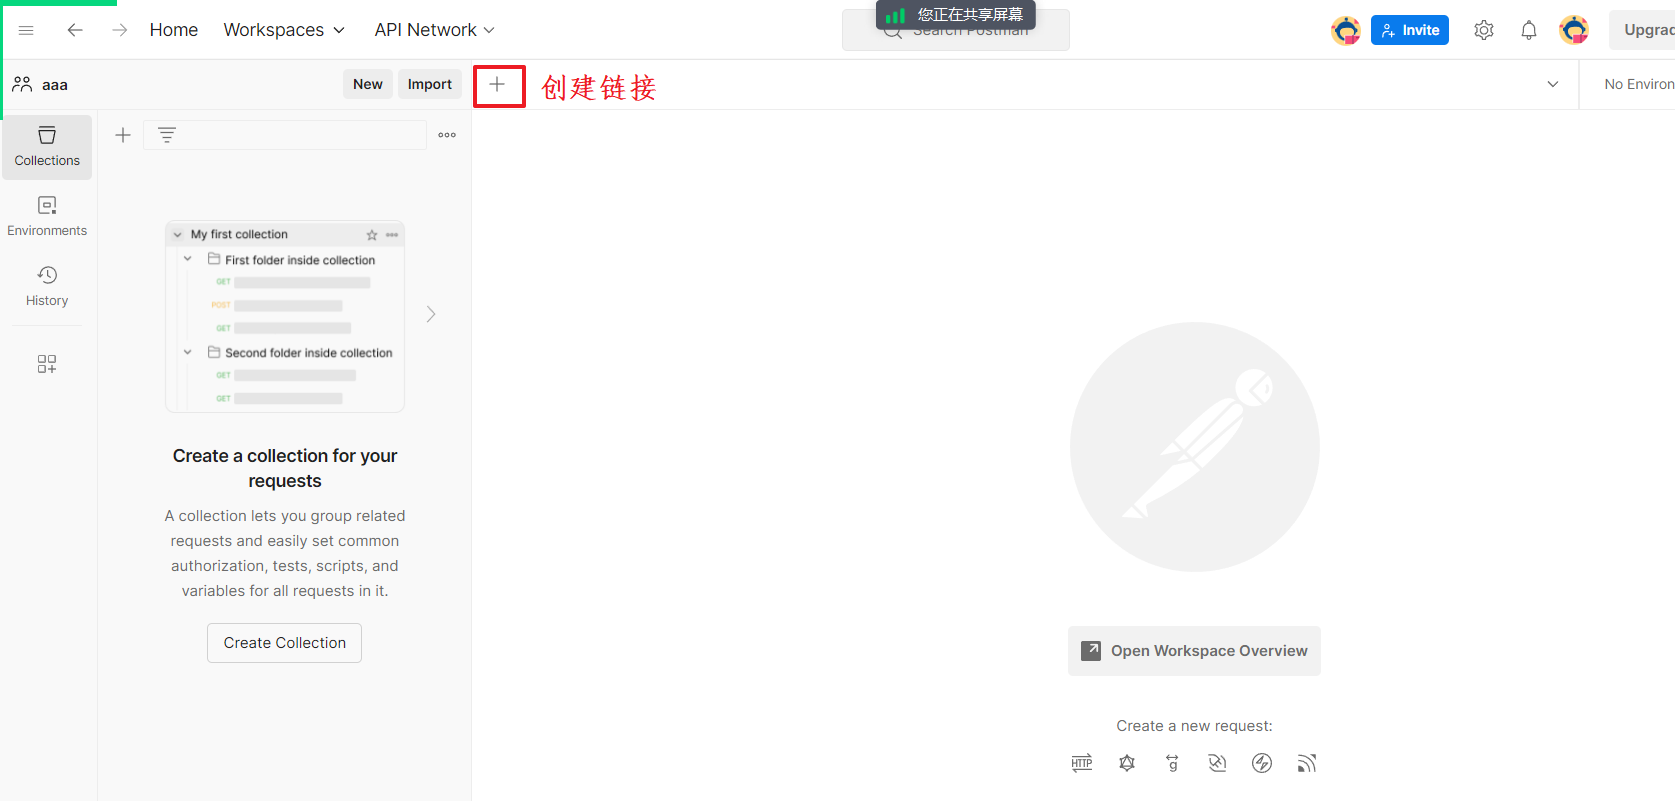 您正在共享屏幕
Home Workspaces API Network Search Postman Invite
aaa New Import 创建链接 No Environ
Collections
Environments
History
My first collection
First folder inside collection
GET
POST
GET
Second folder inside collection
GET
GET
Create a collection for your
requests
A collection lets you group related
requests and easily set common
authorization, tests, scripts, and
variables for all requests in it.
Create Collection
Open Workspace Overview
Create a new request:
HTTP
g